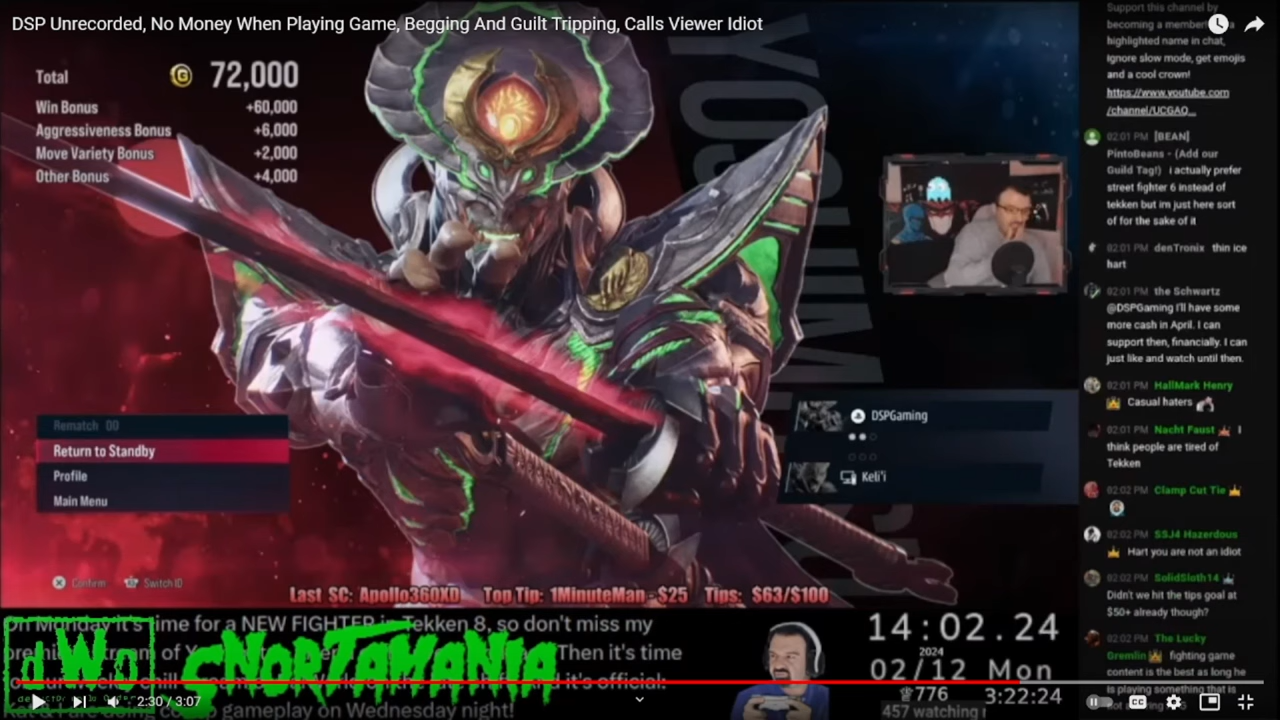 DSP Unrecorded, No Money When Playing Game, Begging And Guilt Tripping, Calls Viewer Idiot
Total 72,000
Win Bonus +60,000
Aggressiveness Bonus +6,000
Move Variety Bonus +2,000
Other Bonus +4,000
Rematch 00
Return to Standby
Profile
Main Menu
Confirm Switch ID
DSPGaming
Keli'i
Last SC: Apollo360XD Top Tip: 1MinuteMan - $25 Tips: $63/$100
On Monday it's time for a NEW FIGHTER in Tekken 8, so don't miss my
Then it's time
it's official:
gameplay on Wednesday night!
dWo
SNORTAMANIA
14:02.24
2024
02/12 Mon
776 3:22:24
457 watching
2:30 / 3:07
Support this channel by
becoming a member
highlighted name in chat,
ignore slow mode, get emojis
and a cool crown!
https://www.youtube.com
/channel/UCGAQ...
02:01 PM [BEAN]
PintoBeans - (Add our
Guild Tag!) i actually prefer
street fighter 6 instead of
tekken but im just here sort
of for the sake of it
02:01 PM denTronix thin ice
hart
02:01 PM the Schwartz
@DSPGaming I'll have some
more cash in April. I can
support then, financially. I can
just like and watch until then.
02:01 PM HallMark Henry
Casual haters
02:01 PM Nacht Faust I
think people are tired of
Tekken
02:02 PM Clamp Cut Tie
02:02 PM SSJ4 Hazerdous
Hart you are not an idiot
02:02 PM SolidSloth14
Didn't we hit the tips goal at
$50+ already though?
02:02 PM The Lucky
Gremlin fighting game
content is the best as long he
is playing something that is